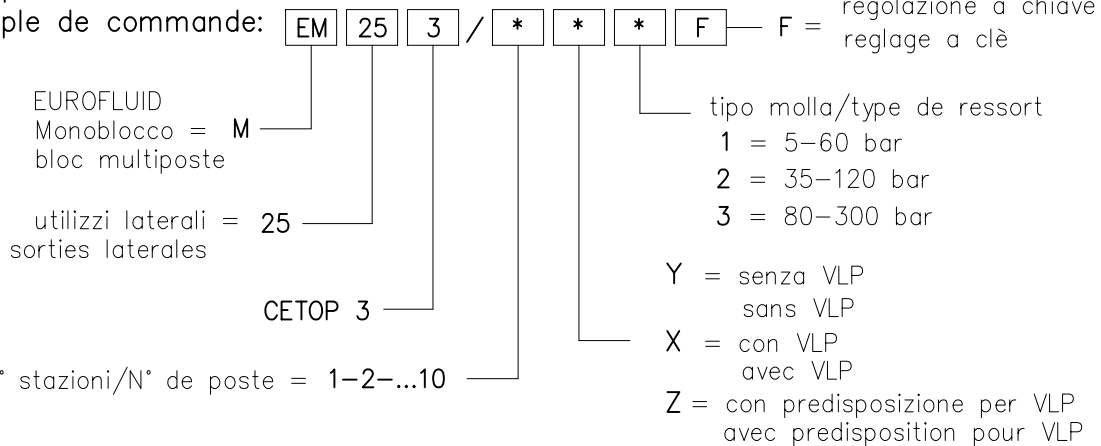 ple de commande: EM 25 3 / * * * F F =
regolazione a chiave
reglage a clè
EUROFLUID
Monoblocco = M
bloc multiposte
utilizzi laterali = 25
sorties laterales
CETOP 3
° stazioni/N° de poste = 1-2-...10
tipo molla/type de ressort
1 = 5-60 bar
2 = 35-120 bar
3 = 80-300 bar
Y = senza VLP
sans VLP
X = con VLP
avec VLP
Z = con predisposizione per VLP
avec predisposition pour VLP